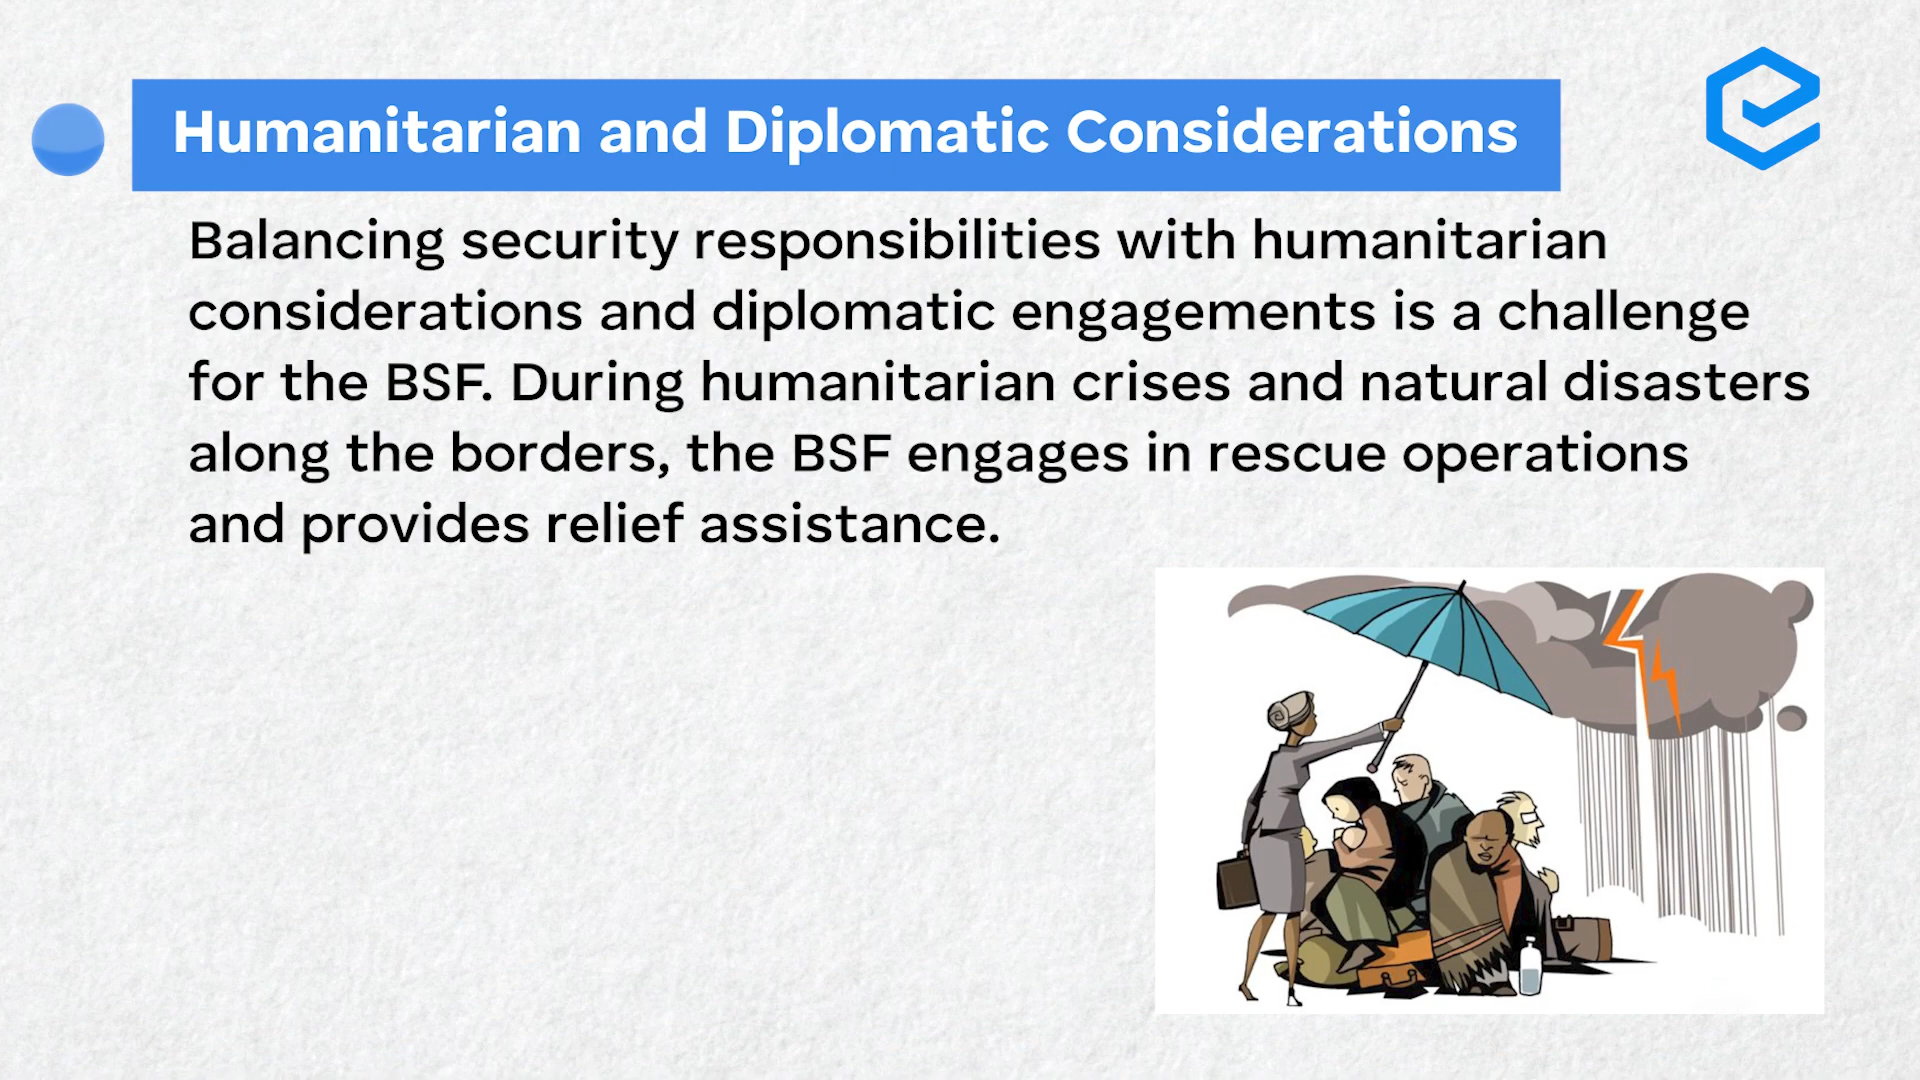 Humanitarian and Diplomatic Considerations
Balancing security responsibilities with humanitarian
considerations and diplomatic engagements is a challenge
for the BSF. During humanitarian crises and natural disasters
along the borders, the BSF engages in rescue operations
and provides relief assistance.